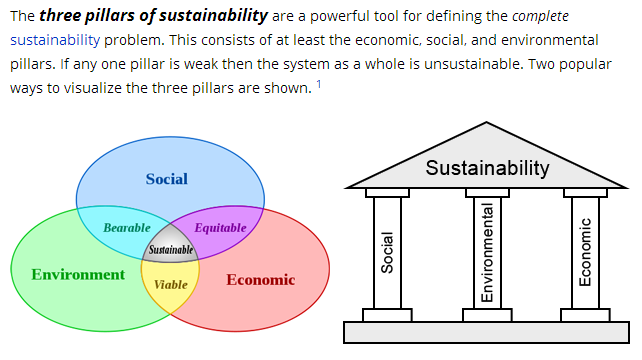 The three pillars of sustainability are a powerful tool for defining the complete
sustainability problem. This consists of at least the economic, social, and environmental
pillars. If any one pillar is weak then the system as a whole is unsustainable. Two popular
ways to visualize the three pillars are shown. 1
Social
Bearable
Equitable
Sustainable
Environment
Viable
Economic
Sustainability
Social
Environmental
Economic